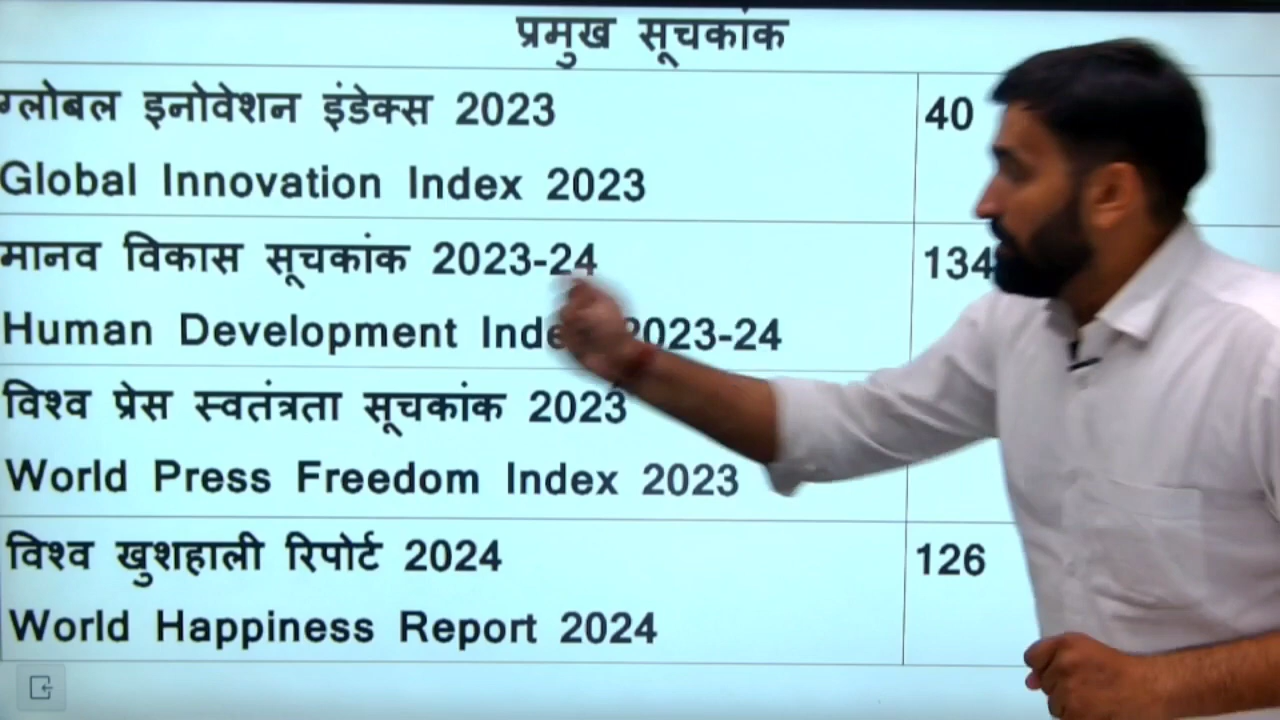 प्रमुख सूचकांक
ग्लोबल इनोवेशन इंडेक्स 2023 40
Global Innovation Index 2023
मानव विकास सूचकांक 2023-24 134
Human Development 2023-24
विश्व प्रेस स्वतंत्रता सूचकांक 2023
World Press Freedom Index 2023
विश्व खुशहाली रिपोर्ट 2024 126
World Happiness Report 2024